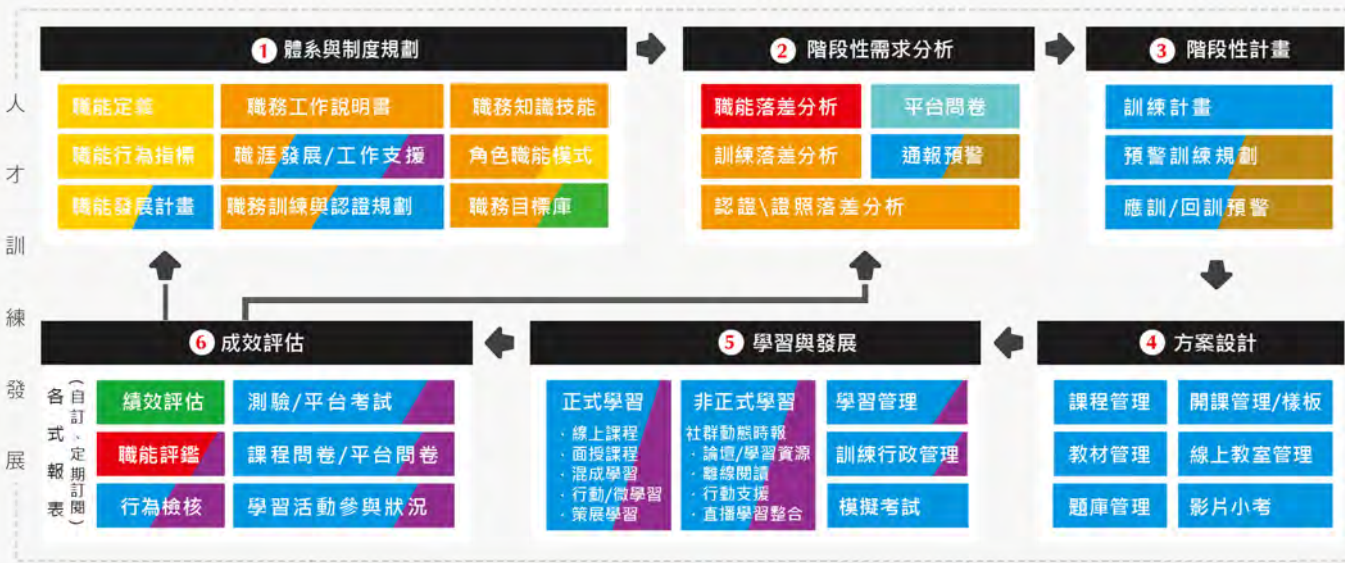 人才訓練發展
1 體系與制度規劃
職能定義
職務工作說明書
職務知識技能
職能行為指標
職涯發展/工作支援
角色職能模式
職能發展計畫
職務訓練與認證規劃
職務目標庫
2 階段性需求分析
職能落差分析
平台問卷
訓練落差分析
通報預警
認證\證照落差分析
3 階段性計畫
訓練計畫
預警訓練規劃
應訓/回訓預警
4 方案設計
課程管理
開課管理/樣板
教材管理
線上教室管理
題庫管理
影片小考
5 學習與發展
正式學習
· 線上課程
· 面授課程
· 混成學習
· 行動/微學習
· 策展學習
非正式學習
社群動態時報
· 論壇/學習資源
· 離線閱讀
· 行動支援
· 直播學習整合
學習管理
訓練行政管理
模擬考試
6 成效評估
各式報表
(自訂、定期訂閱)
績效評估
測驗/平台考試
職能評鑑
課程問卷/平台問卷
行為檢核
學習活動參與狀況